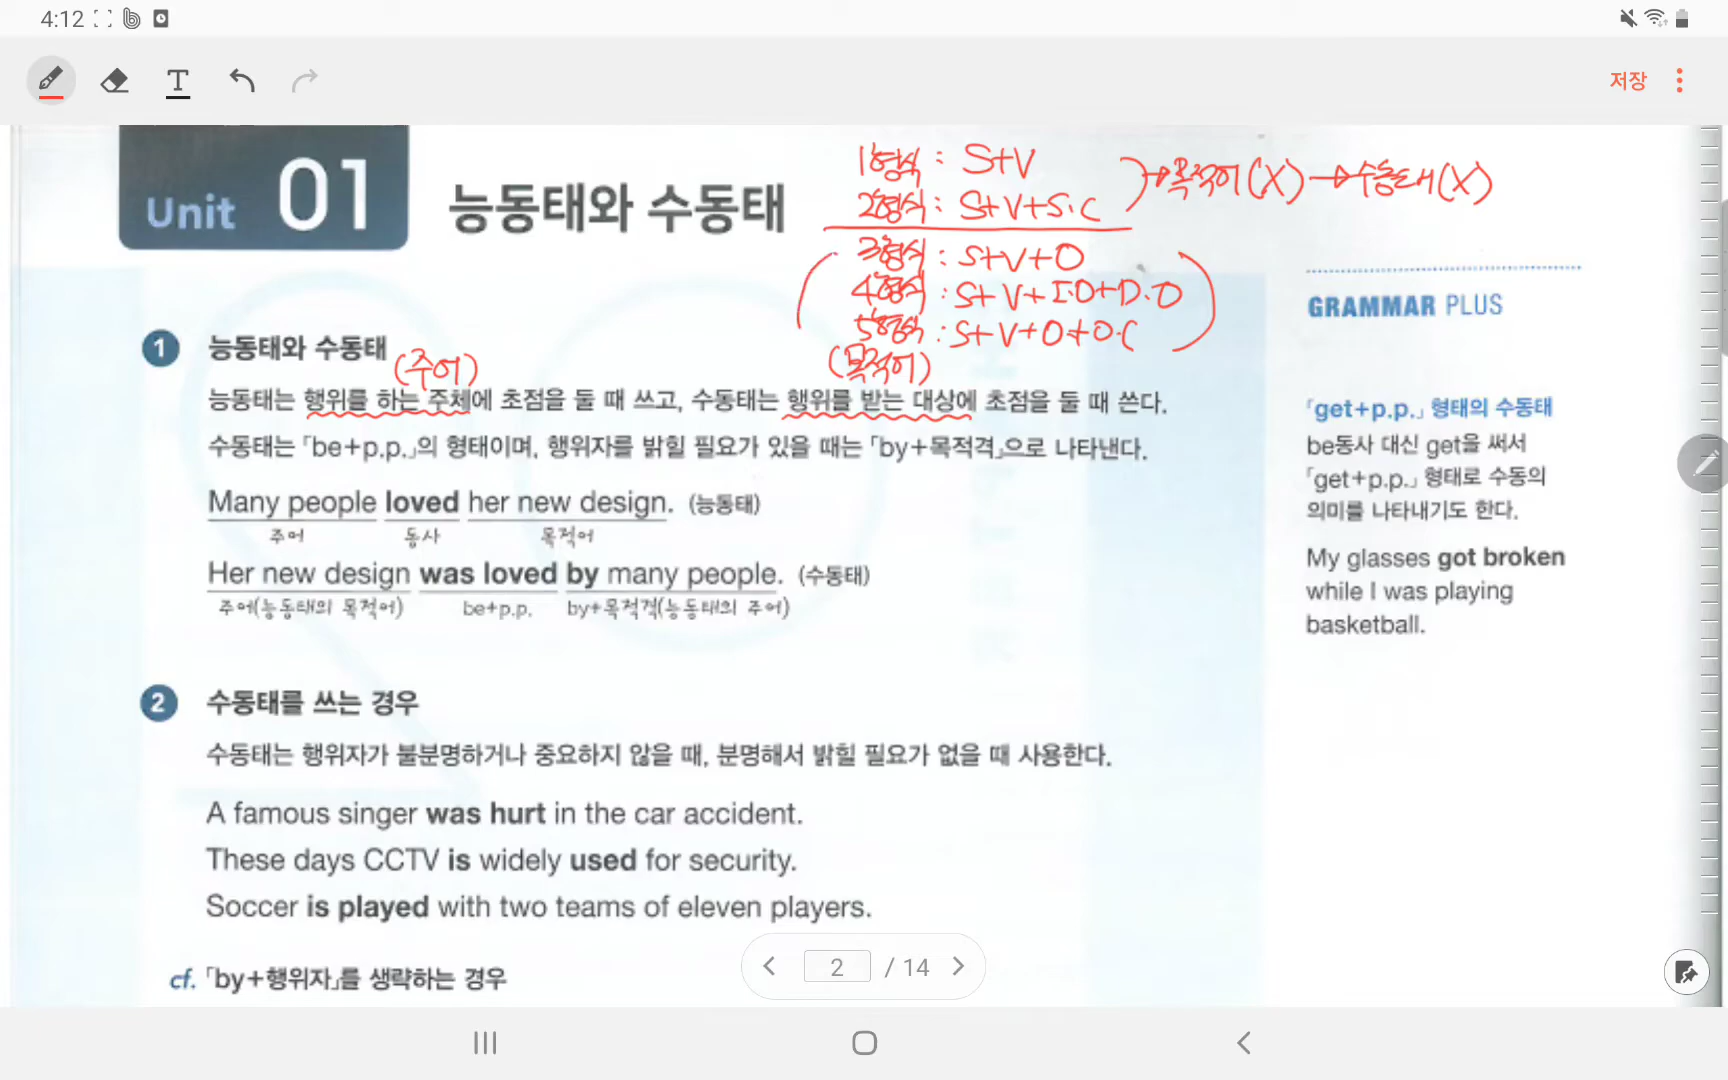 4:12
저장
Unit 01 능동태와 수동태
1형식 : S+V
2형식 : S+V+S.C
→ 목적어(X) → 수동태(X)
3형식 : S+V+O
4형식 : S+V+I.O+D.O
5형식 : S+V+O+O.C
(목적어)
1 능동태와 수동태
(주어)
능동태는 행위를 하는 주체에 초점을 둘 때 쓰고, 수동태는 행위를 받는 대상에 초점을 둘 때 쓴다.
수동태는 「be+p.p.」의 형태이며, 행위자를 밝힐 필요가 있을 때는 「by+목적격」으로 나타낸다.
Many people loved her new design. (능동태)
주어 동사 목적어
Her new design was loved by many people. (수동태)
주어(능동태의 목적어) be+p.p. by+목적격(능동태의 주어)
2 수동태를 쓰는 경우
수동태는 행위자가 불분명하거나 중요하지 않을 때, 분명해서 밝힐 필요가 없을 때 사용한다.
A famous singer was hurt in the car accident.
These days CCTV is widely used for security.
Soccer is played with two teams of eleven players.
cf. 「by+행위자」를 생략하는 경우
GRAMMAR PLUS
「get+p.p.」 형태의 수동태
be동사 대신 get을 써서
「get+p.p.」 형태로 수동의
의미를 나타내기도 한다.
My glasses got broken
while I was playing
basketball.
2 / 14